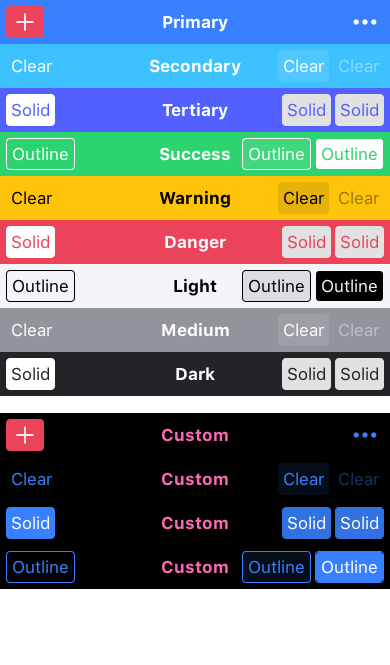 Primary
Clear Secondary Clear Clear
Solid Tertiary Solid Solid
Outline Success Outline Outline
Clear Warning Clear Clear
Solid Danger Solid Solid
Outline Light Outline Outline
Clear Medium Clear Clear
Solid Dark Solid Solid
Custom
Clear Custom Clear Clear
Solid Custom Solid Solid
Outline Custom Outline Outline